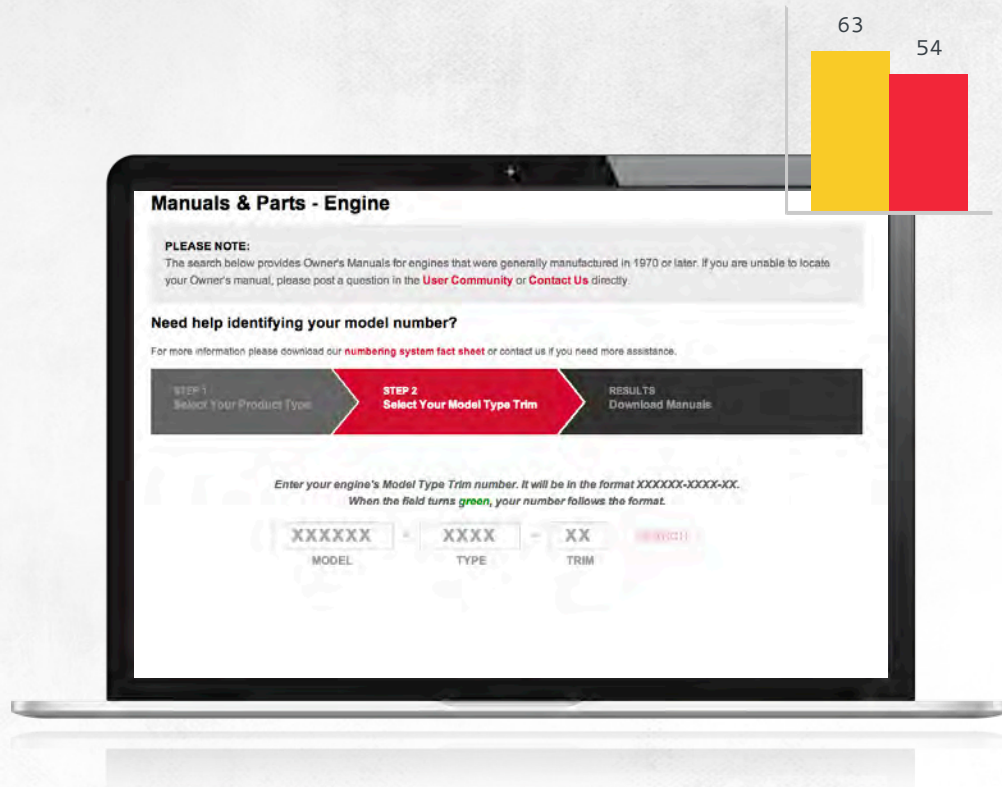 63
54
Manuals & Parts - Engine
PLEASE NOTE:
The search below provides Owner's Manuals for engines that were generally manufactured in 1970 or later. If you are unable to locate
your Owner's manual, please post a question in the User Community or Contact Us directly
Need help identifying your model number?
For more information please download our numbering system fact sheet or contact us if you need more assistance.
STEP 1
Select Your Product Type
STEP 2
Select Your Model Type Trim
RESULTS
Download Manuals
Enter your engine's Model Type Trim number. It will be in the format XXXXXX-XXXX-XX.
When the field turns green, your number follows the format.
XXXXXX - XXXX - XX
MODEL TYPE TRIM